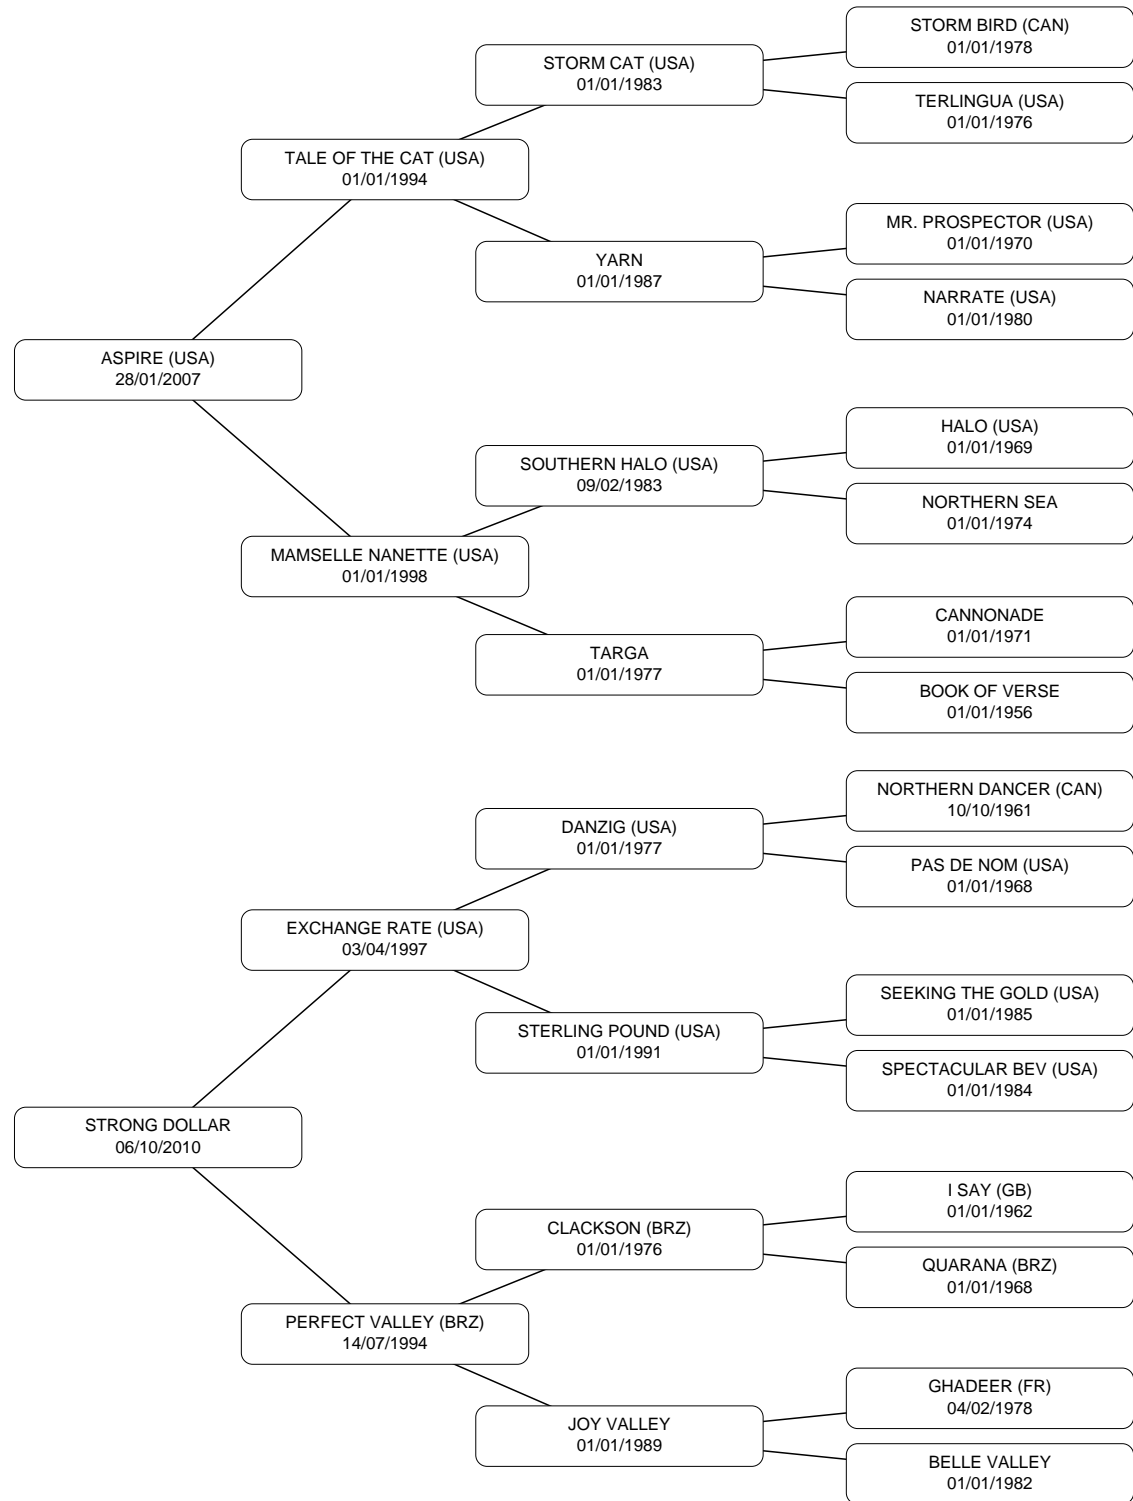 STORM BIRD (CAN)
01/01/1978
STORM CAT (USA)
01/01/1983
TERLINGUA (USA)
01/01/1976
TALE OF THE CAT (USA)
01/01/1994
MR. PROSPECTOR (USA)
01/01/1970
YARN
01/01/1987
NARRATE (USA)
01/01/1980
ASPIRE (USA)
28/01/2007
HALO (USA)
01/01/1969
SOUTHERN HALO (USA)
09/02/1983
NORTHERN SEA
01/01/1974
MAMSELLE NANETTE (USA)
01/01/1998
CANNONADE
01/01/1971
TARGA
01/01/1977
BOOK OF VERSE
01/01/1956
NORTHERN DANCER (CAN)
10/10/1961
DANZIG (USA)
01/01/1977
PAS DE NOM (USA)
01/01/1968
EXCHANGE RATE (USA)
03/04/1997
SEEKING THE GOLD (USA)
01/01/1985
STERLING POUND (USA)
01/01/1991
SPECTACULAR BEV (USA)
01/01/1984
STRONG DOLLAR
06/10/2010
I SAY (GB)
01/01/1962
CLACKSON (BRZ)
01/01/1976
QUARANA (BRZ)
01/01/1968
PERFECT VALLEY (BRZ)
14/07/1994
GHADEER (FR)
04/02/1978
JOY VALLEY
01/01/1989
BELLE VALLEY
01/01/1982